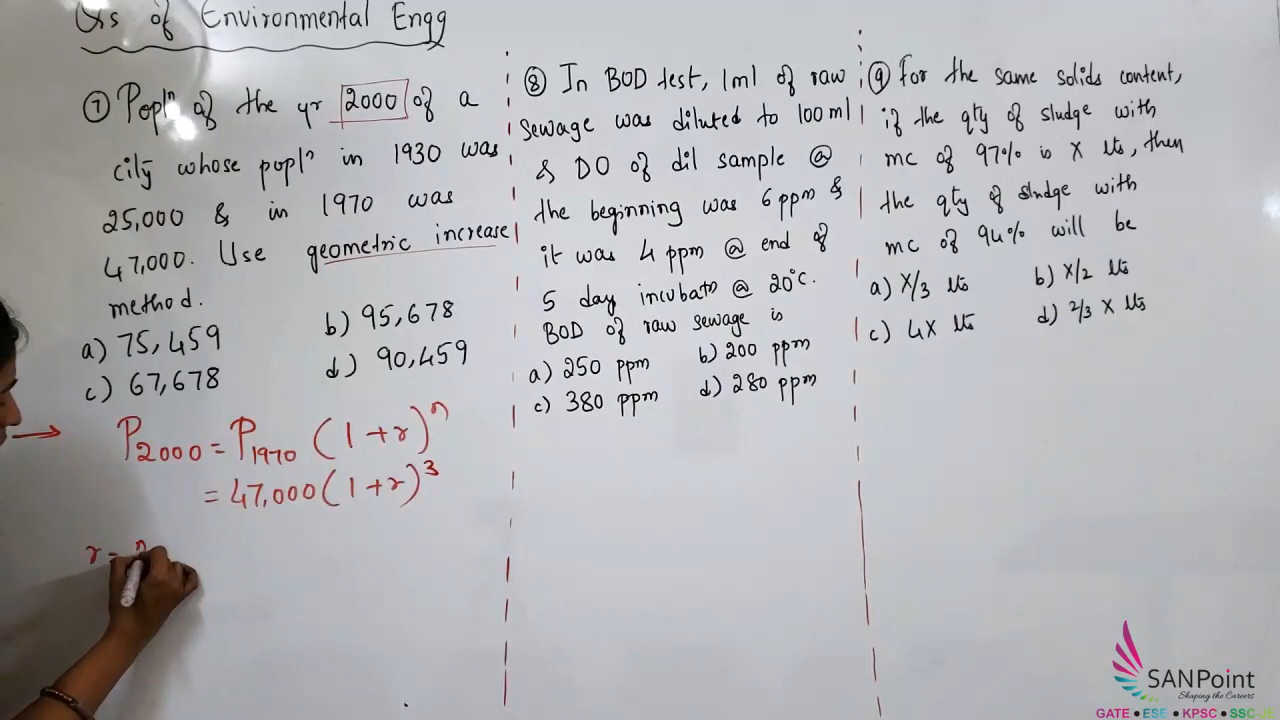 Qs of Environmental Engg
⑦ Poplⁿ of the yr 2000 of a
city whose poplⁿ in 1930 was
25,000 & in 1970 was
47,000. Use geometric increase
method.
a) 75,459
b) 95,678
c) 67,678
d) 90,459
P2000 = P1970 (1+r)ⁿ
= 47,000 (1+r)³
r = n
⑧ In BOD test, 1ml of raw
sewage was diluted to 100 ml
& DO of dil sample @
the beginning was 6 ppm &
it was 4 ppm @ end of
5 day incubatⁿ @ 20°C.
BOD of raw sewage is
a) 250 ppm
b) 200 ppm
c) 380 ppm
d) 280 ppm
⑨ For the same solids content,
if the qty of sludge with
mc of 97% is X lts, then
the qty of sludge with
mc of 94% will be
a) X/3 lts
b) X/2 lts
c) 4X lts
d) 2/3 X lts
SANPoint
Shaping the Careers
GATE • ESE • KPSC • SSC-JE